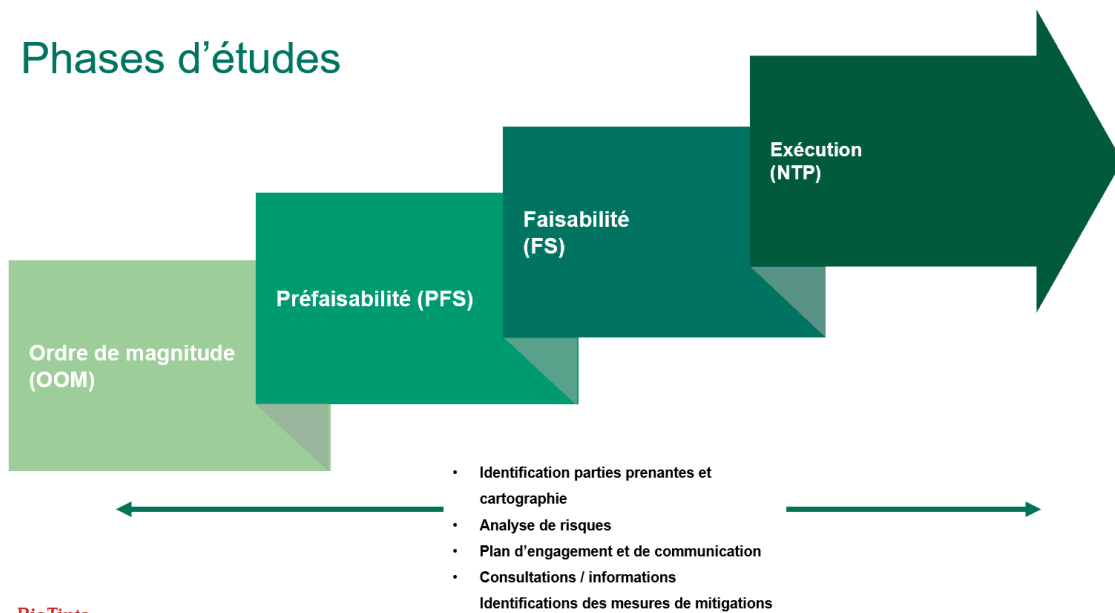 Phases d’études
Exécution
(NTP)
Faisabilité
(FS)
Préfaisabilité (PFS)
Ordre de magnitude
(OOM)
• Identification parties prenantes et
cartographie
• Analyse de risques
• Plan d’engagement et de communication
• Consultations / informations
Identifications des mesures de mitigations